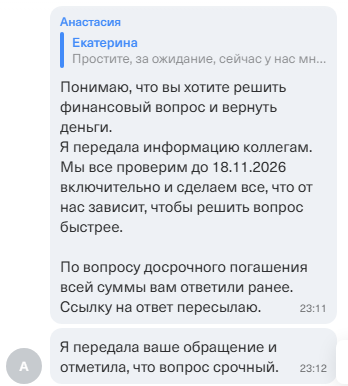 Анастасия
Екатерина
Простите, за ожидание, сейчас у нас мн...
Понимаю, что вы хотите решить
финансовый вопрос и вернуть
деньги.
Я передала информацию коллегам.
Мы все проверим до 18.11.2026
включительно и сделаем все, что от
нас зависит, чтобы решить вопрос
быстрее.
По вопросу досрочного погашения
всей суммы вам ответили ранее.
Ссылку на ответ пересылаю.
23:11
Я передала ваше обращение и
отметила, что вопрос срочный.
23:12
А